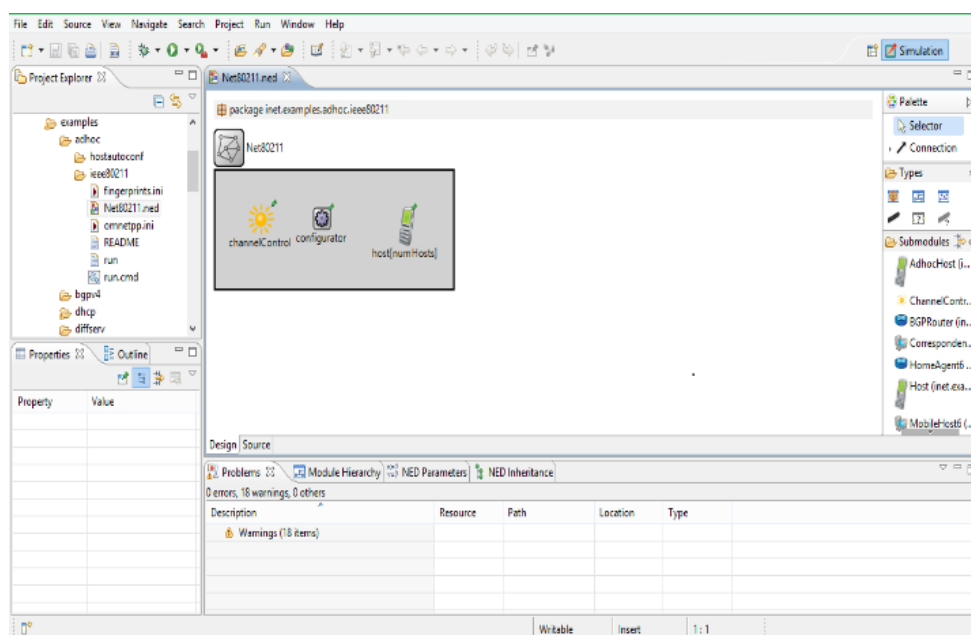 File Edit Source View Navigate Search Project Run Window Help
Simulation
Project Explorer
examples
adhoc
hostautoconf
ieee80211
fingerprints.ini
Net80211.ned
omnetpp.ini
README
run
run.cmd
bgpv4
dhcp
diffserv
Properties Outline
Property Value
Net80211.ned
package inet.examples.adhoc.ieee80211
Net80211
channelControl configurator
host[numHosts]
Design Source
Palette
Selector
Connection
Types
Submodules
AdhocHost (i...
ChannelContr...
BGPRouter (in...
Corresponden...
HomeAgent6 ...
Host (inet.exa...
MobileHost6 (...
Problems Module Hierarchy NED Parameters NED Inheritance
0 errors, 18 warnings, 0 others
Description Resource Path Location Type
Warnings (18 items)
Writable Insert 1 : 1